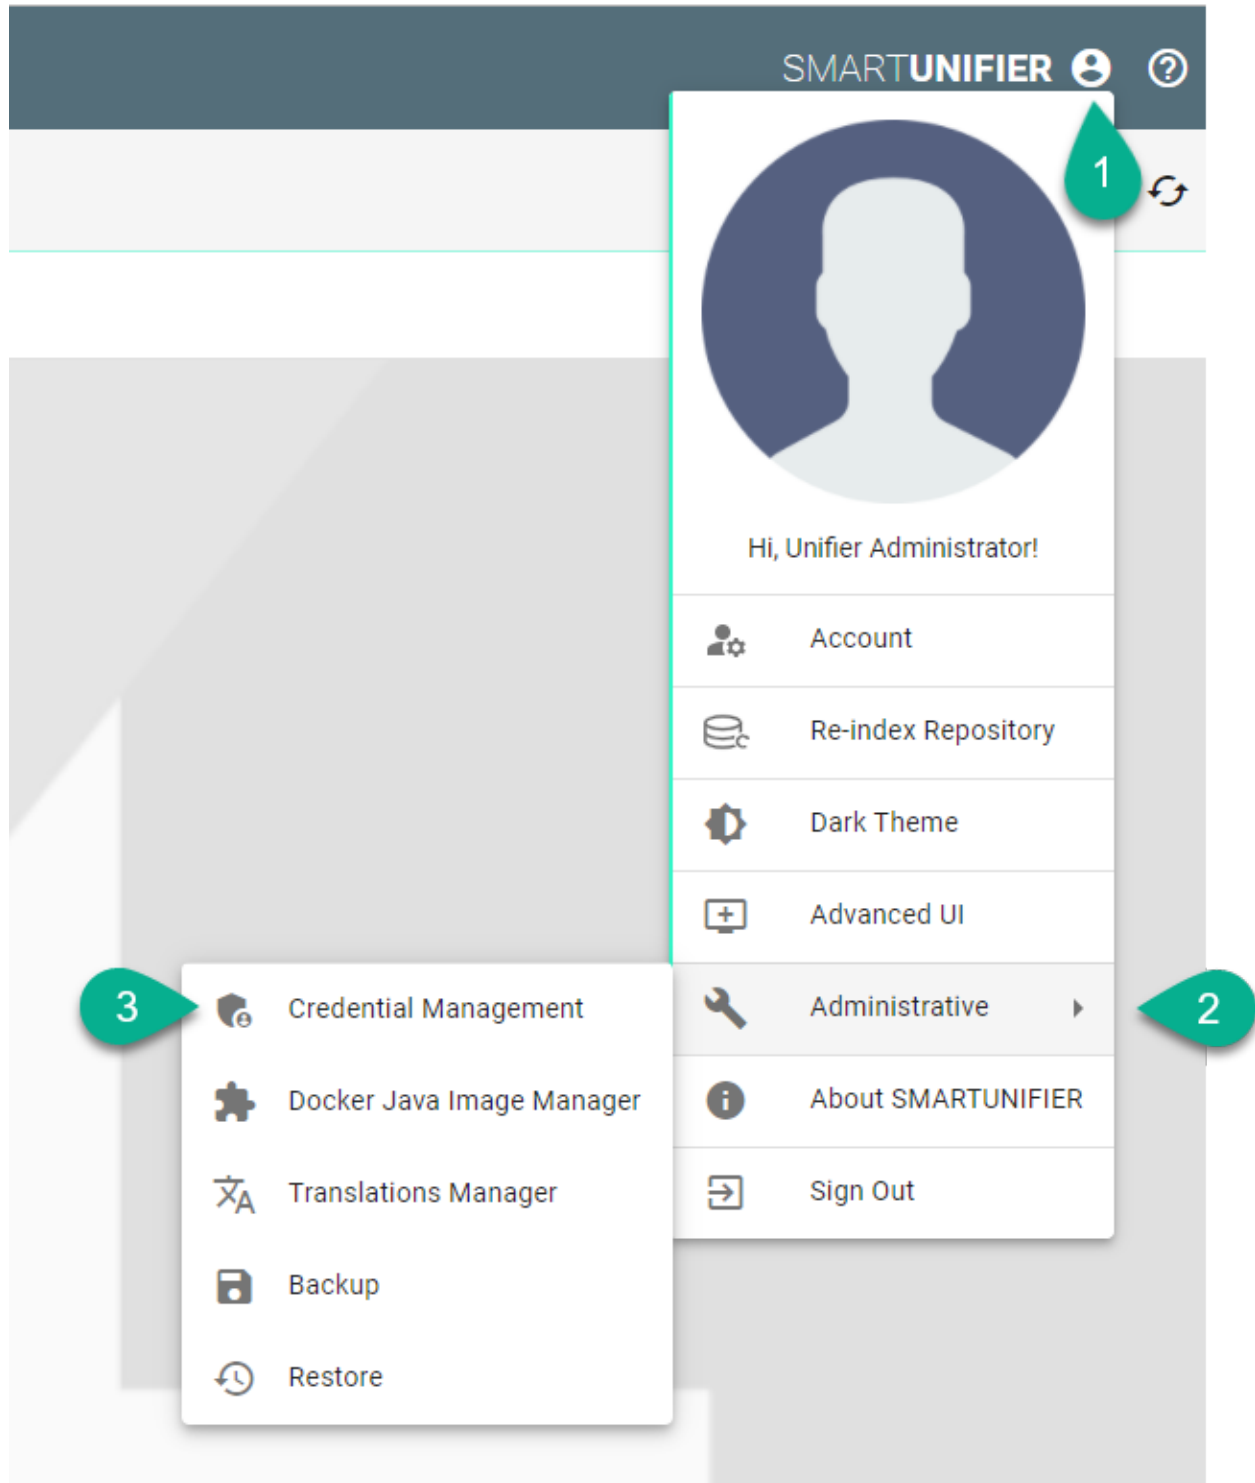 SMARTUNIFIER
1
Hi, Unifier Administrator!
Account
Re-index Repository
Dark Theme
Advanced UI
Administrative
2
About SMARTUNIFIER
Sign Out
3
Credential Management
Docker Java Image Manager
Translations Manager
Backup
Restore